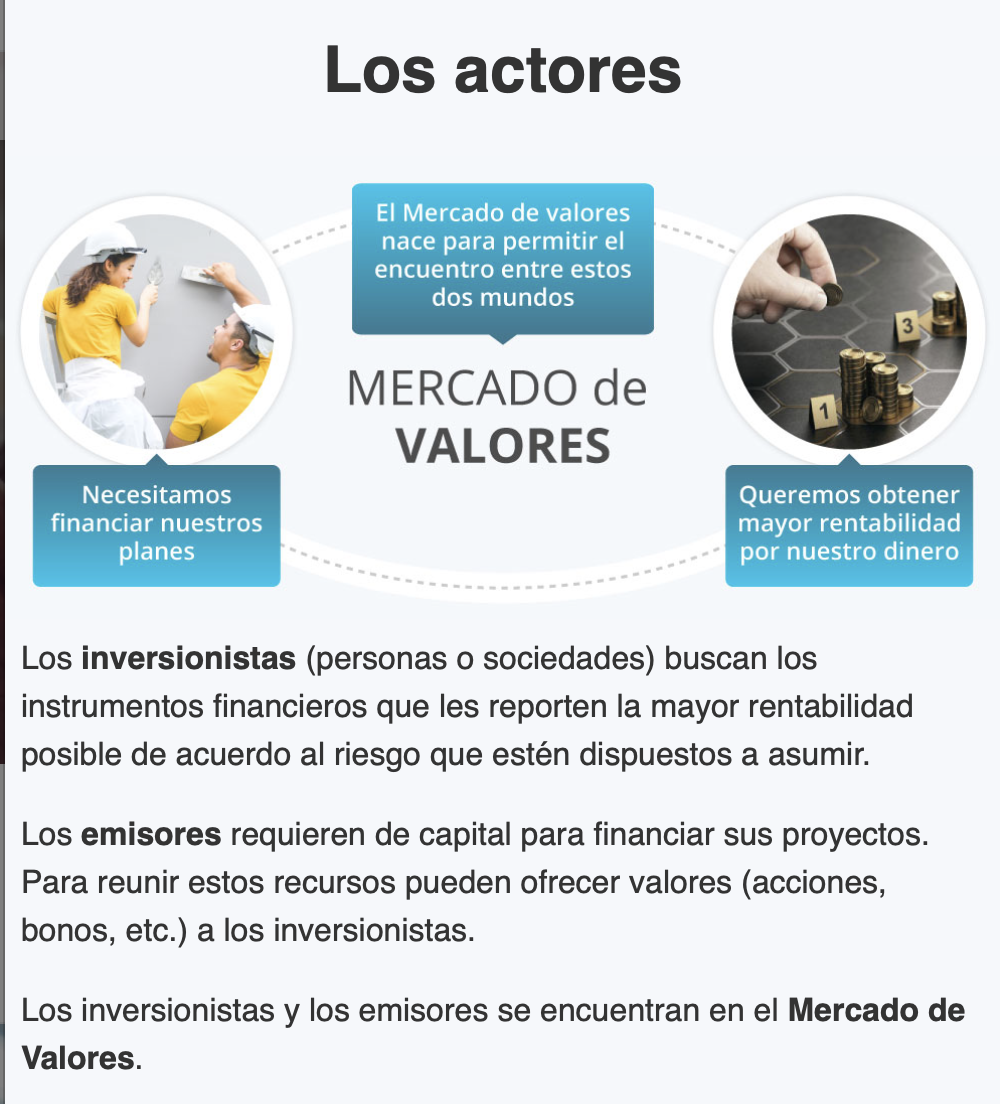 Los actores
El Mercado de valores
nace para permitir el
encuentro entre estos
dos mundos
MERCADO de
VALORES
3
1
Necesitamos
financiar nuestros
planes
Queremos obtener
mayor rentabilidad
por nuestro dinero
Los inversionistas (personas o sociedades) buscan los
instrumentos financieros que les reporten la mayor rentabilidad
posible de acuerdo al riesgo que estén dispuestos a asumir.
Los emisores requieren de capital para financiar sus proyectos.
Para reunir estos recursos pueden ofrecer valores (acciones,
bonos, etc.) a los inversionistas.
Los inversionistas y los emisores se encuentran en el Mercado de
Valores.